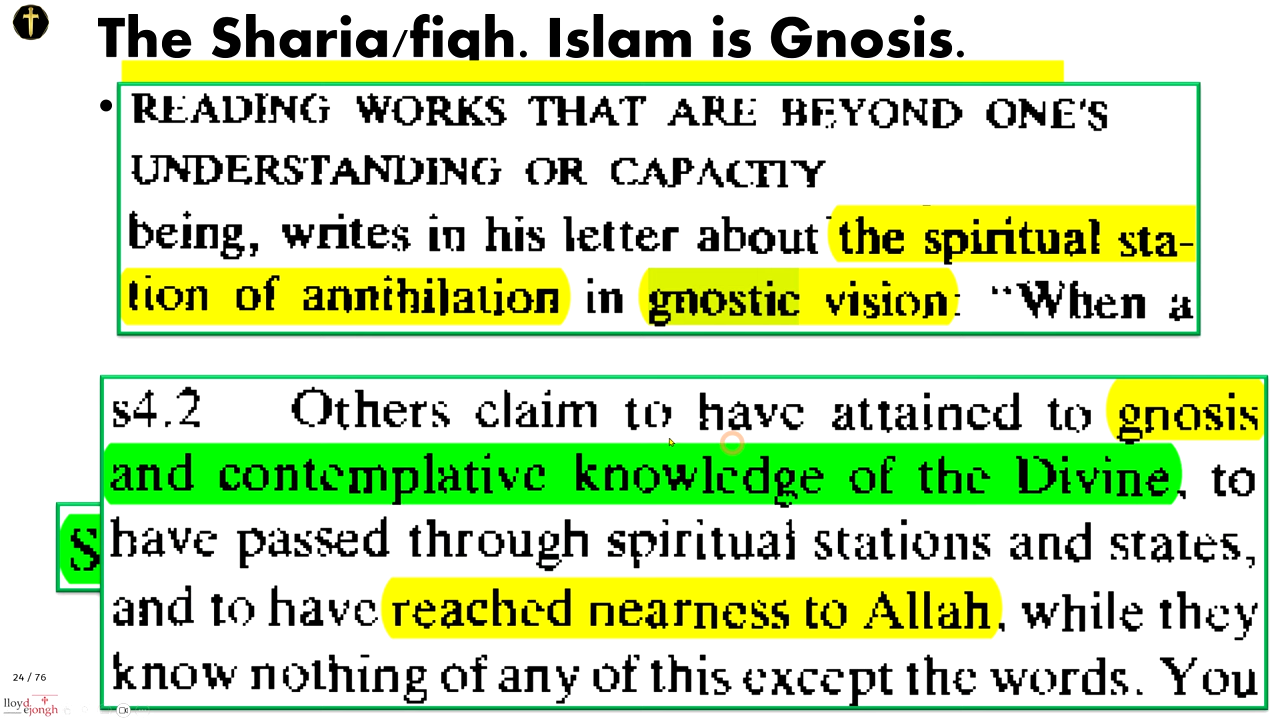 The Sharia/fiqh. Islam is Gnosis.
• READING WORKS THAT ARE BEYOND ONE'S
UNDERSTANDING OR CAPACITY
being, writes in his letter about the spiritual sta-
tion of annihilation in gnostic vision: "When a
s4.2 Others claim to have attained to gnosis
and contemplative knowledge of the Divine, to
S have passed through spiritual stations and states,
and to have reached nearness to Allah, while they
know nothing of any of this except the words. You
24 / 76
lloyd
dejongh